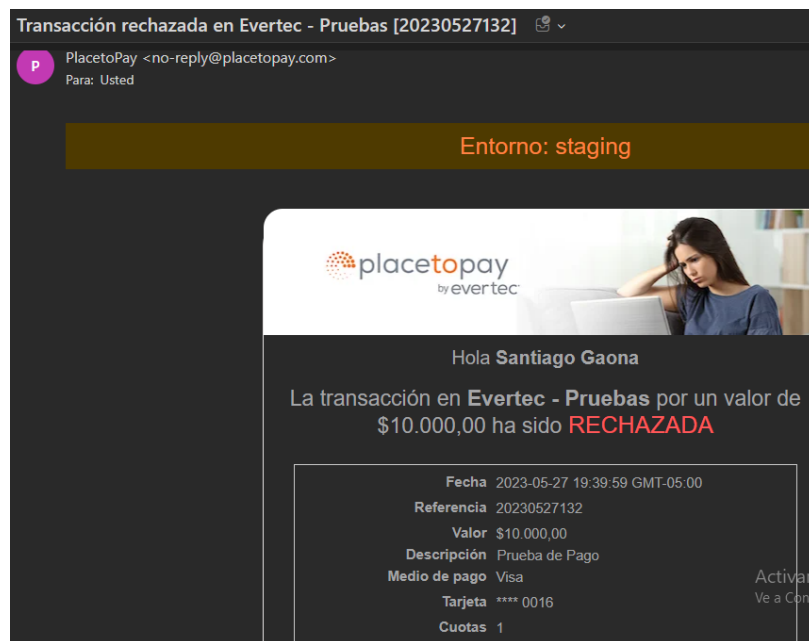 Transacción rechazada en Evertec - Pruebas [20230527132]
P
PlacetoPay <no-reply@placetopay.com>
Para: Usted
Entorno: staging
placetopay
by evertec
Hola Santiago Gaona
La transacción en Evertec - Pruebas por un valor de
$10.000,00 ha sido RECHAZADA
Fecha 2023-05-27 19:39:59 GMT-05:00
Referencia 20230527132
Valor $10.000,00
Descripción Prueba de Pago
Medio de pago Visa
Tarjeta **** 0016
Cuotas 1
Activar
Ve a Con